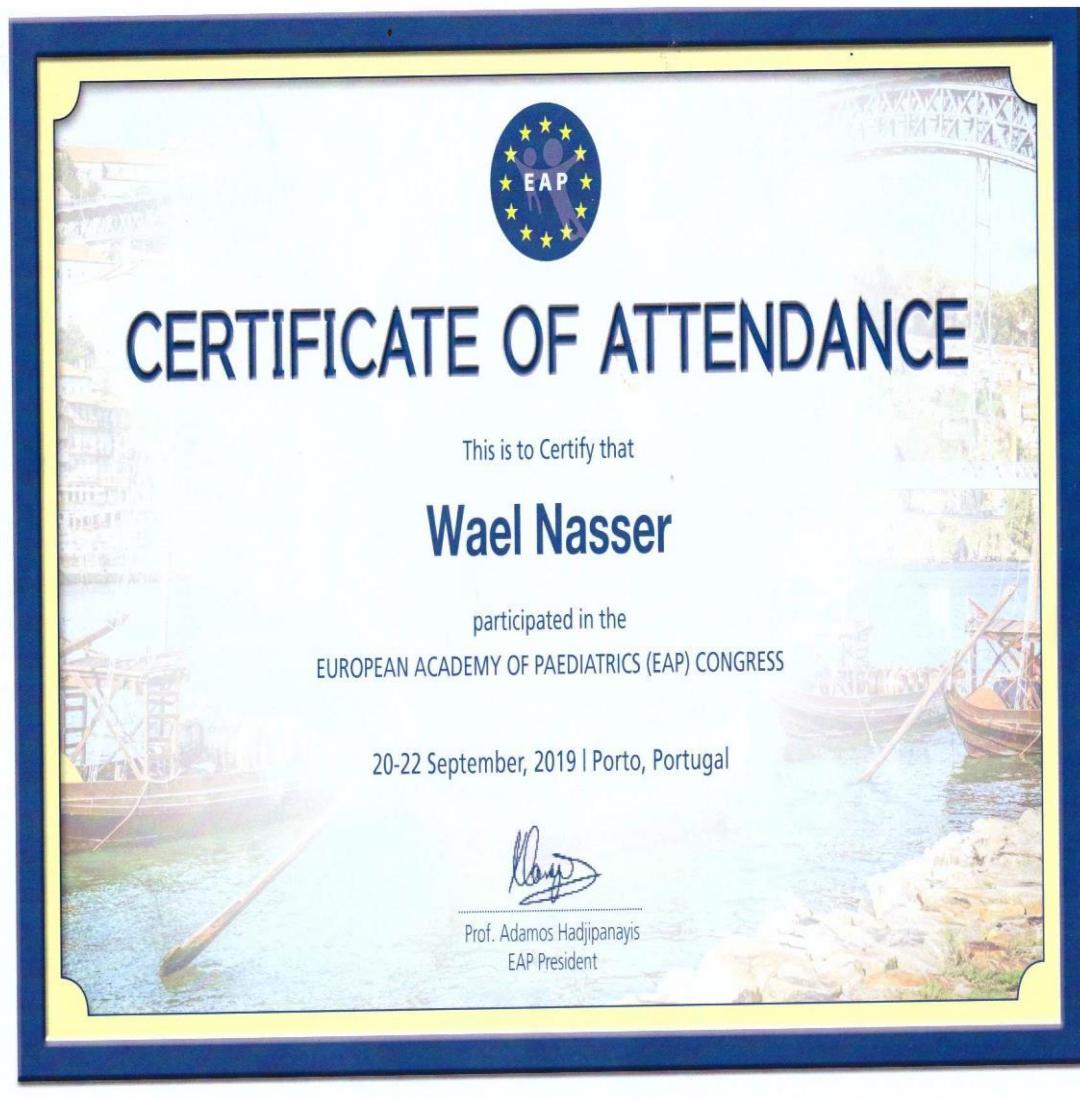 EAP
CERTIFICATE OF ATTENDANCE
This is to Certify that
Wael Nasser
participated in the
EUROPEAN ACADEMY OF PAEDIATRICS (EAP) CONGRESS
20-22 September, 2019 | Porto, Portugal
Prof. Adamos Hadjipanayis
EAP President